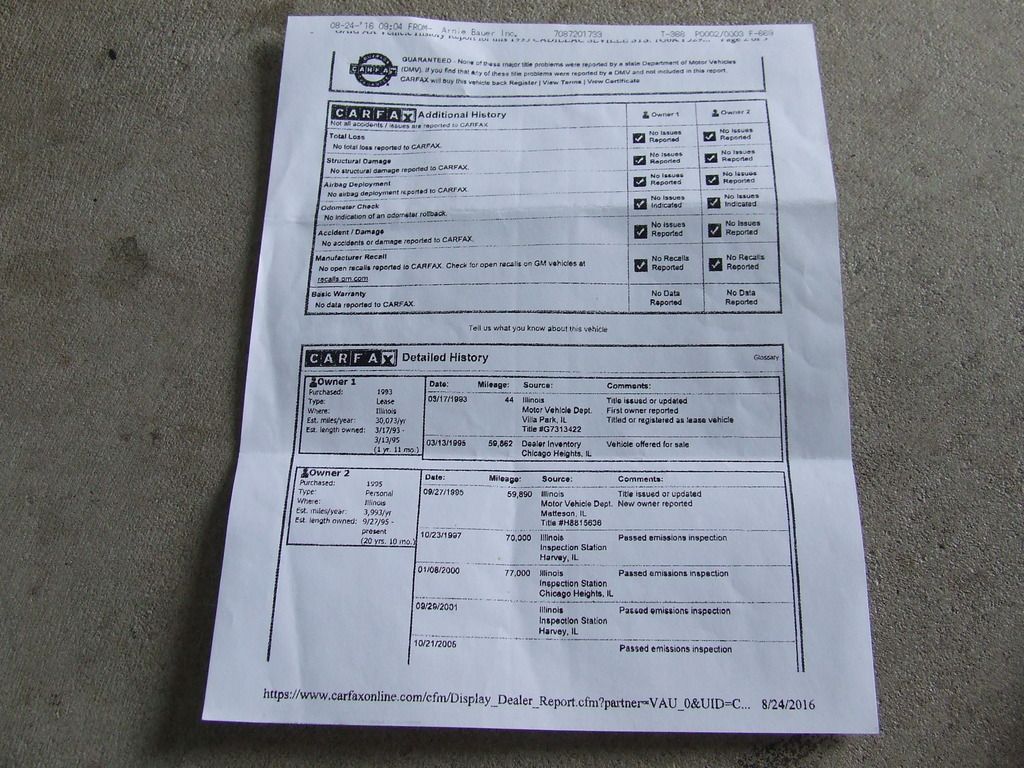 08-24-'16 09:04 FROM- Arnie Bauer Inc. 7087201733 T-388 P0002/0003 F-669
CARFAX
GUARANTEED - None of these major title problems were reported by a state Department of Motor Vehicles
(DMV). If you find that any of these title problems were reported by a DMV and not included in this report,
CARFAX will buy this vehicle back Register | View Terms | View Certificate
CARFAX Additional History
Not all accidents / issues are reported to CARFAX
Owner 1
Owner 2
Total Loss
No total loss reported to CARFAX.
No Issues Reported
No Issues Reported
Structural Damage
No structural damage reported to CARFAX.
No Issues Reported
No Issues Reported
Airbag Deployment
No airbag deployment reported to CARFAX.
No Issues Reported
No Issues Reported
Odometer Check
No indication of an odometer rollback.
No Issues Indicated
No Issues Indicated
Accident / Damage
No accidents or damage reported to CARFAX.
No Issues Reported
No Issues Reported
Manufacturer Recall
No open recalls reported to CARFAX. Check for open recalls on GM vehicles at
recalls.gm.com
No Recalls Reported
No Recalls Reported
Basic Warranty
No data reported to CARFAX.
No Data Reported
No Data Reported
Tell us what you know about this vehicle
CARFAX Detailed History
Glossary
Owner 1
Purchased: 1993
Type: Lease
Where: Illinois
Est. miles/year: 30,073/yr
Est. length owned: 3/17/93 -
3/13/95
(1 yr. 11 mo.)
Date: Mileage: Source: Comments:
03/17/1993 44 Illinois Title issued or updated
Motor Vehicle Dept. First owner reported
Villa Park, IL Titled or registered as lease vehicle
Title #G7313422
03/13/1995 59,862 Dealer Inventory Vehicle offered for sale
Chicago Heights, IL
Owner 2
Purchased: 1995
Type: Personal
Where: Illinois
Est. miles/year: 3,993/yr
Est. length owned: 9/27/95 -
present
(20 yrs. 10 mo.)
Date: Mileage: Source: Comments:
09/27/1995 59,890 Illinois Title issued or updated
Motor Vehicle Dept. New owner reported
Matteson, IL
Title #H8815636
10/23/1997 70,000 Illinois Passed emissions inspection
Inspection Station
Harvey, IL
01/08/2000 77,000 Illinois Passed emissions inspection
Inspection Station
Chicago Heights, IL
09/29/2001 Illinois Passed emissions inspection
Inspection Station
Harvey, IL
10/21/2005 Passed emissions inspection
https://www.carfaxonline.com/cfm/Display_Dealer_Report.cfm?partner=VAU_0&UID=C... 8/24/2016